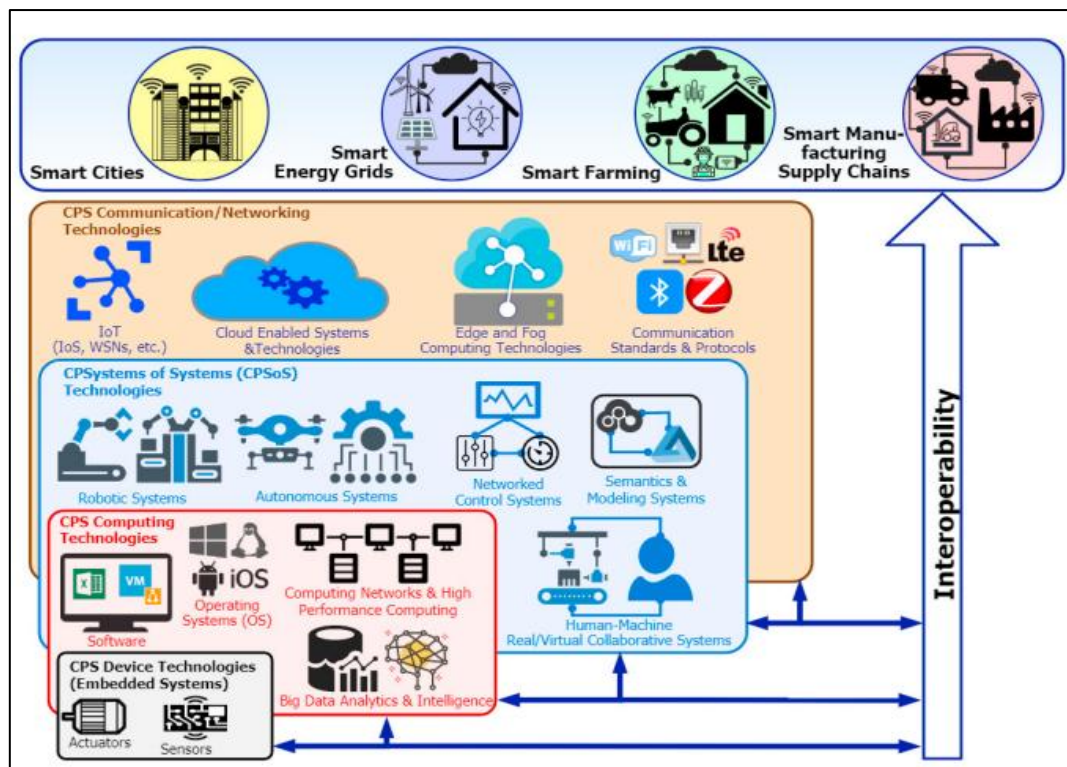 Smart Cities
Smart
Energy Grids
Smart Farming
Smart Manu-
facturing
Supply Chains
CPS Communication/Networking
Technologies
WiFi
Lte
IoT
(IoS, WSNs, etc.)
Cloud Enabled Systems
&Technologies
Edge and Fog
Computing Technologies
Communication
Standards & Protocols
CPSystems of Systems (CPSoS)
Technologies
Robotic Systems
Autonomous Systems
Networked
Control Systems
Semantics &
Modeling Systems
CPS Computing
Technologies
VM
iOS
Software
Operating
Systems (OS)
Computing Networks & High
Performance Computing
Human-Machine
Real/Virtual Collaborative Systems
Big Data Analytics & Intelligence
CPS Device Technologies
(Embedded Systems)
Actuators
Sensors
Interoperability